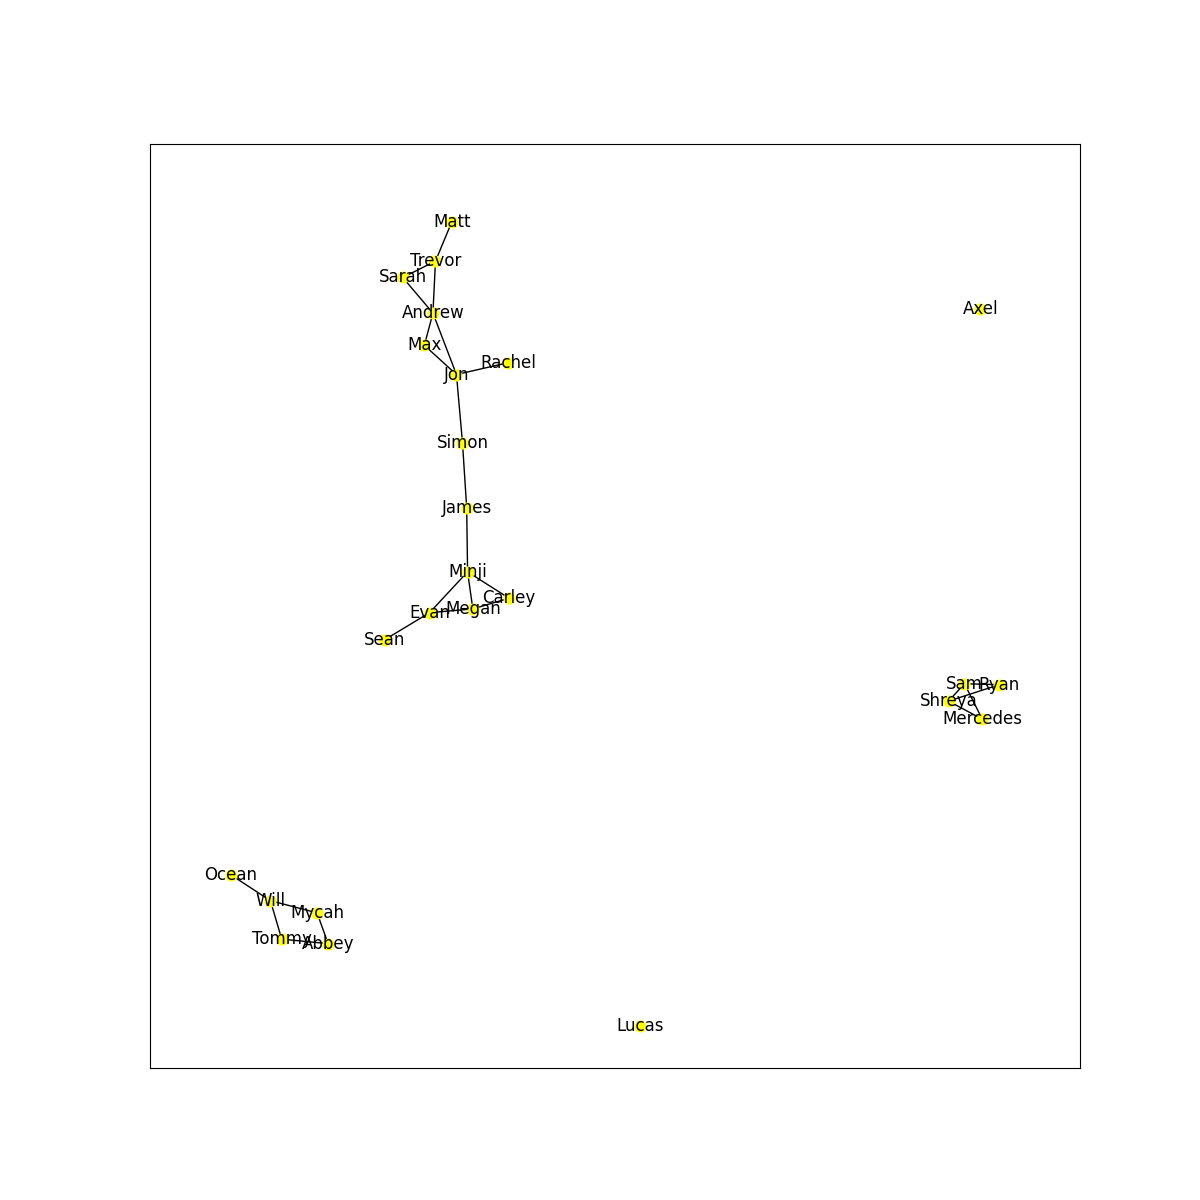 Matt
Trevor
Sarah
Axel
Andrew
Max
Rachel
Jon
Simon
James
Minji
Carley
Megan
Evan
Sean
Sam
Ryan
Shreya
Mercedes
Ocean
Will
Mycah
Tommy
Abbey
Lucas